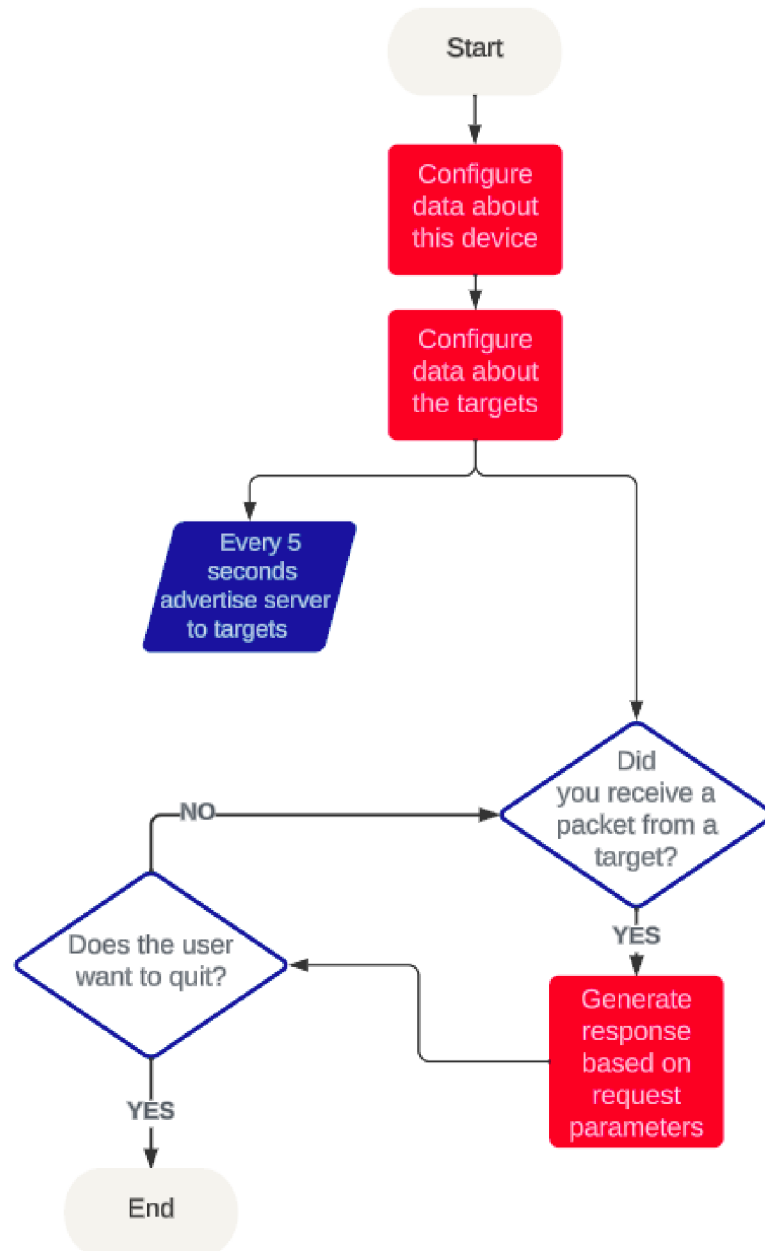 Start
Configure
data about
this device
Configure
data about
the targets
Every 5
seconds
advertise server
to targets
Did
you receive a
packet from a
target?
NO
YES
Does the user
want to quit?
Generate
response
based on
request
parameters
YES
End